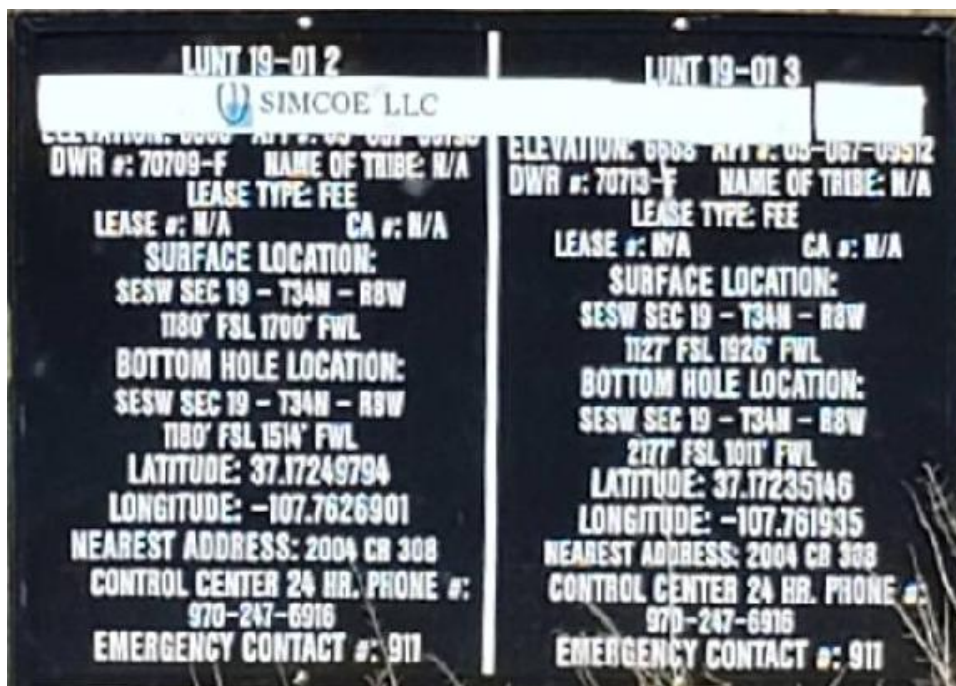 LUNT 19-01 2
SIMCOE LLC
DWR #: 70709-F NAME OF TRIBE: N/A
LEASE TYPE: FEE
LEASE #: N/A CA #: N/A
SURFACE LOCATION:
SESW SEC 19 - T34N - R8W
1180' FSL 1700' FWL
BOTTOM HOLE LOCATION:
SESW SEC 19 - T34N - R8W
1180' FSL 1514' FWL
LATITUDE: 37.17249794
LONGITUDE: -107.7626901
NEAREST ADDRESS: 2004 CR 308
CONTROL CENTER 24 HR. PHONE #:
970-247-6916
EMERGENCY CONTACT #: 911
LUNT 19-01 3
ELEVATION: 6668 API #: 05-067-09512
DWR #: 70713-F NAME OF TRIBE: N/A
LEASE TYPE: FEE
LEASE #: N/A CA #: N/A
SURFACE LOCATION:
SESW SEC 19 - T34N - R8W
1127' FSL 1926' FWL
BOTTOM HOLE LOCATION:
SESW SEC 19 - T34N - R8W
2177' FSL 1011' FWL
LATITUDE: 37.17235146
LONGITUDE: -107.761935
NEAREST ADDRESS: 2004 CR 308
CONTROL CENTER 24 HR. PHONE #:
970-247-6916
EMERGENCY CONTACT #: 911